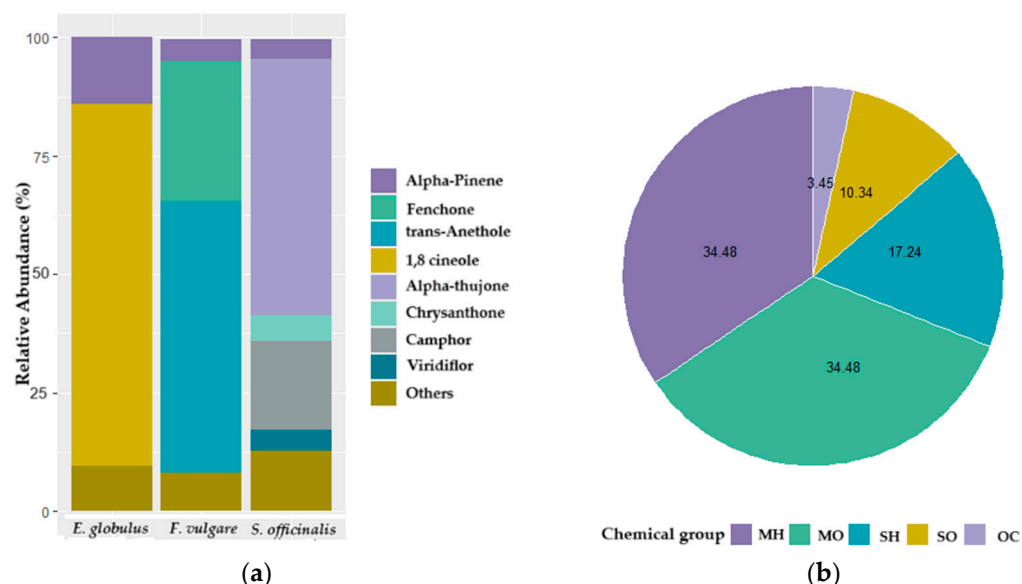 Relative Abundance (%)
100
75
50
25
0
E. globulus
F. vulgare
S. officinalis
Alpha-Pinene
Fenchone
trans-Anethole
1,8 cineole
Alpha-thujone
Chrysanthone
Camphor
Viridiflor
Others
(a)
3.45
10.34
17.24
34.48
34.48
Chemical group MH MO SH SO OC
(b)